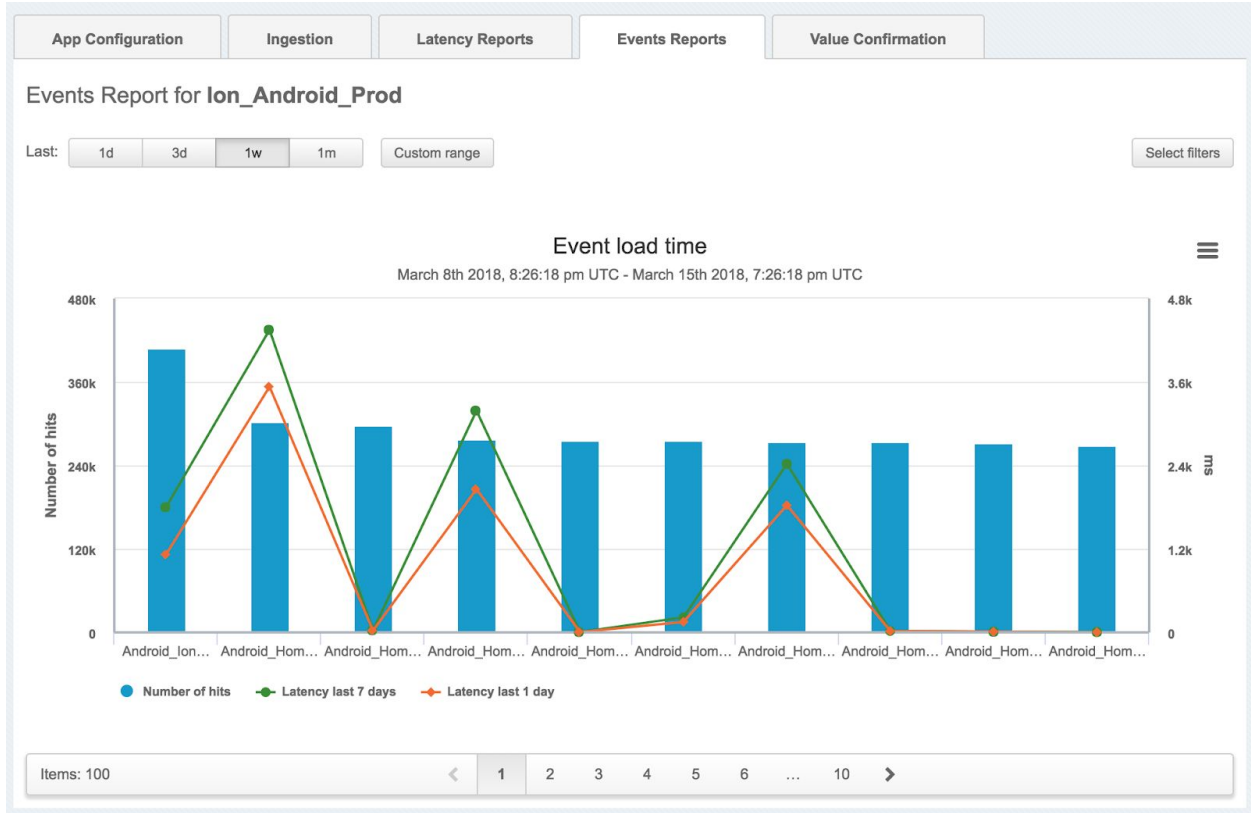 App Configuration Ingestion Latency Reports Events Reports Value Confirmation
Events Report for Ion_Android_Prod
Last: 1d 3d 1w 1m Custom range Select filters
Event load time
March 8th 2018, 8:26:18 pm UTC - March 15th 2018, 7:26:18 pm UTC
480k 4.8k
360k 3.6k
240k 2.4k
120k 1.2k
0 0
Number of hits
ms
Android_Ion... Android_Hom... Android_Hom... Android_Hom... Android_Hom... Android_Hom... Android_Hom... Android_Hom... Android_Hom... Android_Hom...
Number of hits Latency last 7 days Latency last 1 day
Items: 100 1 2 3 4 5 6 ... 10